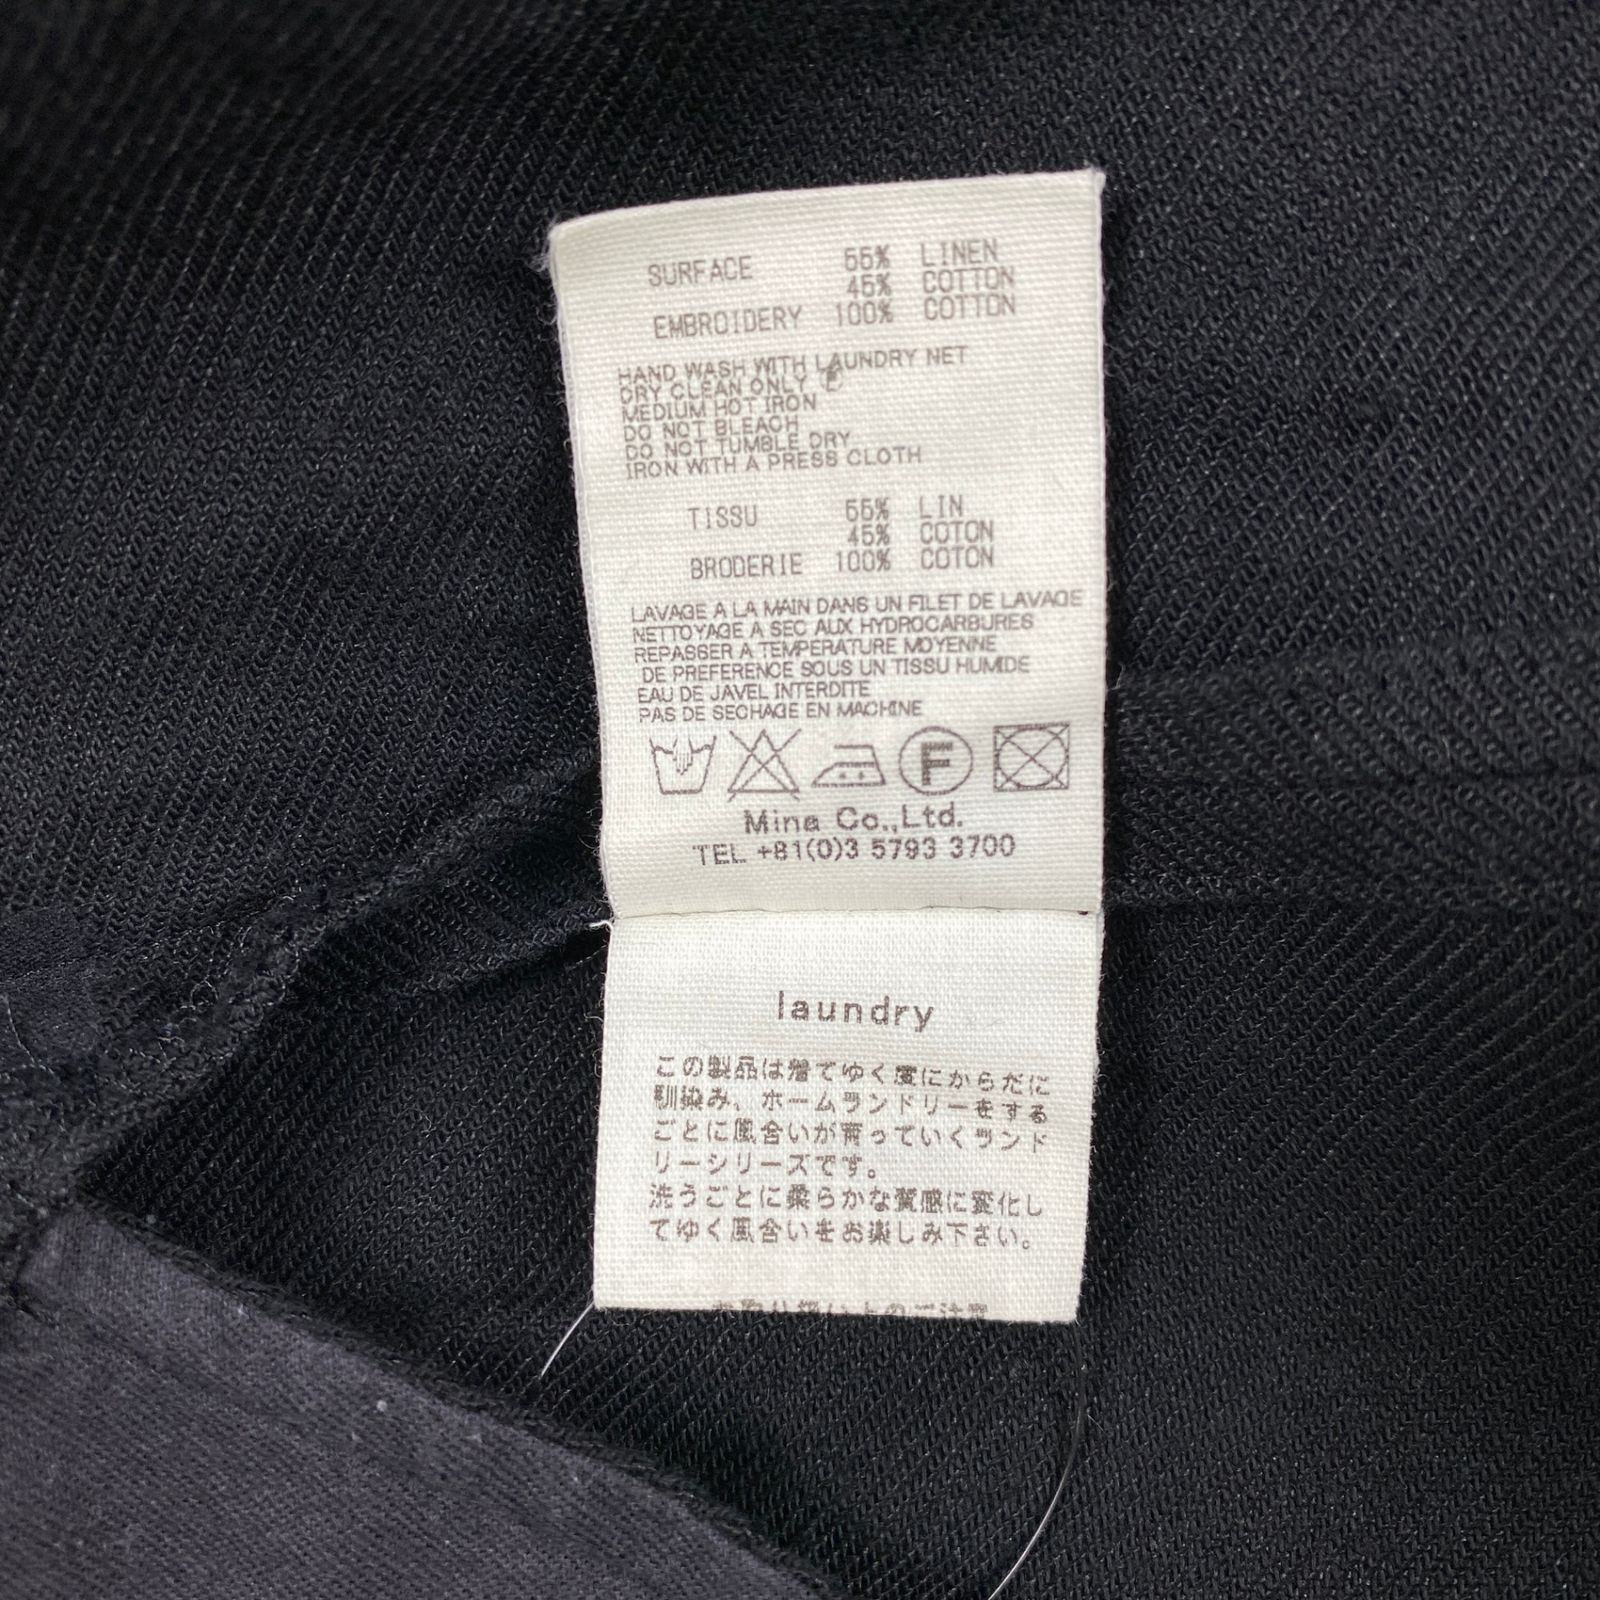 SURFACE 55% LINEN
45% COTTON
EMBROIDERY 100% COTTON
HAND WASH WITH LAUNDRY NET
DRY CLEAN ONLY Ⓕ
MEDIUM HOT IRON
DO NOT BLEACH
DO NOT TUMBLE DRY
IRON WITH A PRESS CLOTH
TISSU 55% LIN
45% COTON
BRODERIE 100% COTON
LAVAGE A LA MAIN DANS UN FILET DE LAVAGE
NETTOYAGE A SEC AUX HYDROCARBURES
REPASSER A TEMPERATURE MOYENNE
DE PREFERENCE SOUS UN TISSU HUMIDE
EAU DE JAVEL INTERDITE
PAS DE SECHAGE EN MACHINE
F
Mina Co.,Ltd.
TEL +81(0)3 5793 3700
laundry
この製品は着てゆく度にからだに
馴染み、ホームランドリーをする
ごとに風合いが育っていくランド
リーシリーズです。
洗うごとに柔らかな質感に変化し
てゆく風合いをお楽しみ下さい。